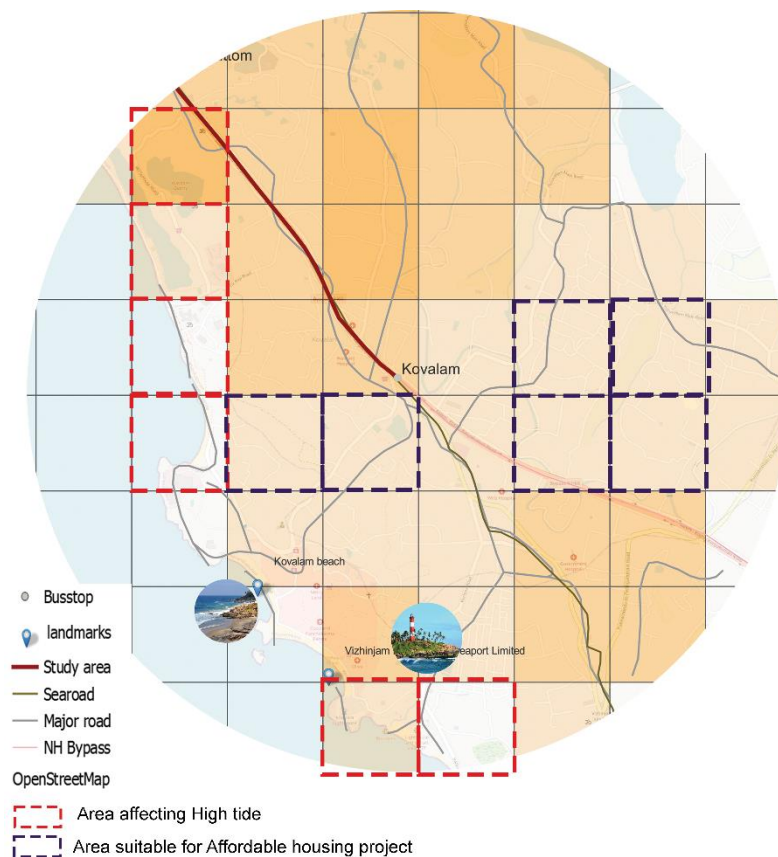 ttom
Kovalam
Kovalam beach
Vizhinjam
eaport Limited
Busstop
landmarks
Study area
Searoad
Major road
NH Bypass
OpenStreetMap
Area affecting High tide
Area suitable for Affordable housing project